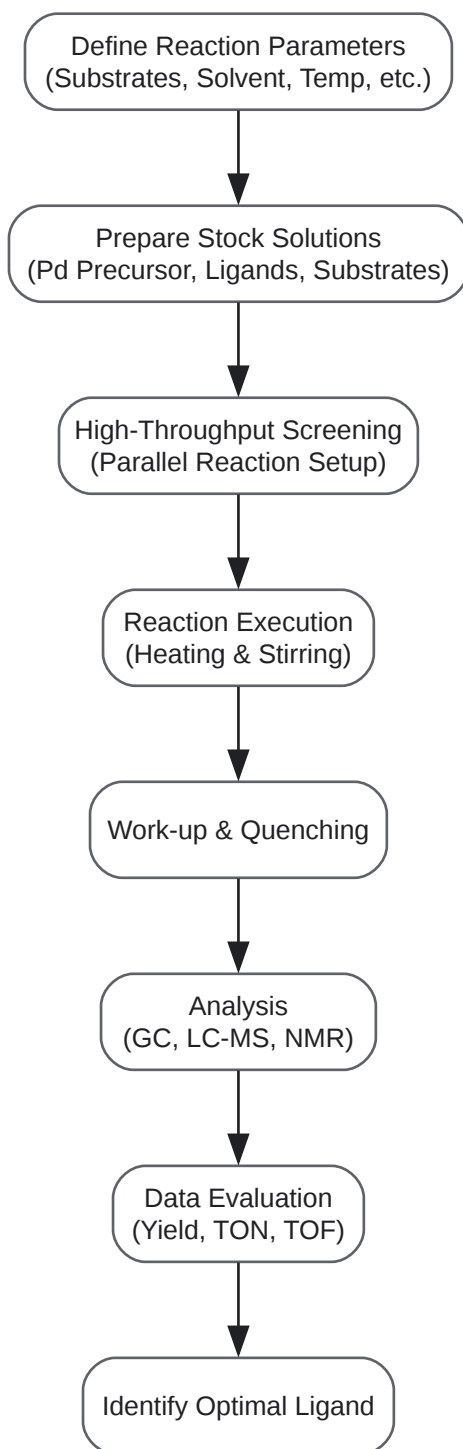 Define Reaction Parameters
(Substrates, Solvent, Temp, etc.)
Prepare Stock Solutions
(Pd Precursor, Ligands, Substrates)
High-Throughput Screening
(Parallel Reaction Setup)
Reaction Execution
(Heating & Stirring)
Work-up & Quenching
Analysis
(GC, LC-MS, NMR)
Data Evaluation
(Yield, TON, TOF)
Identify Optimal Ligand